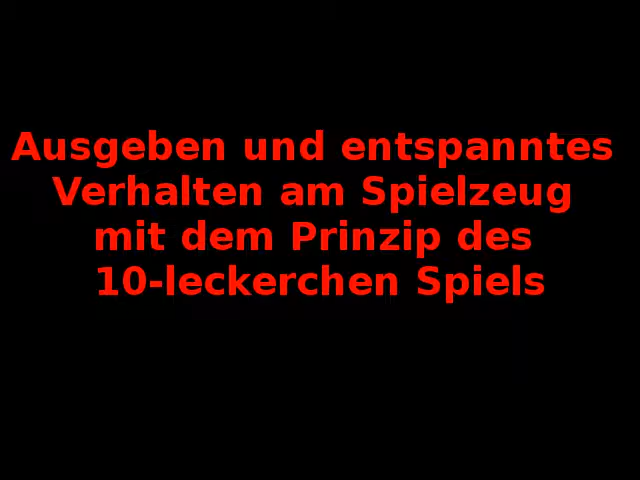 Ausgeben und entspanntes
Verhalten am Spielzeug
mit dem Prinzip des
10-leckerchen Spiels